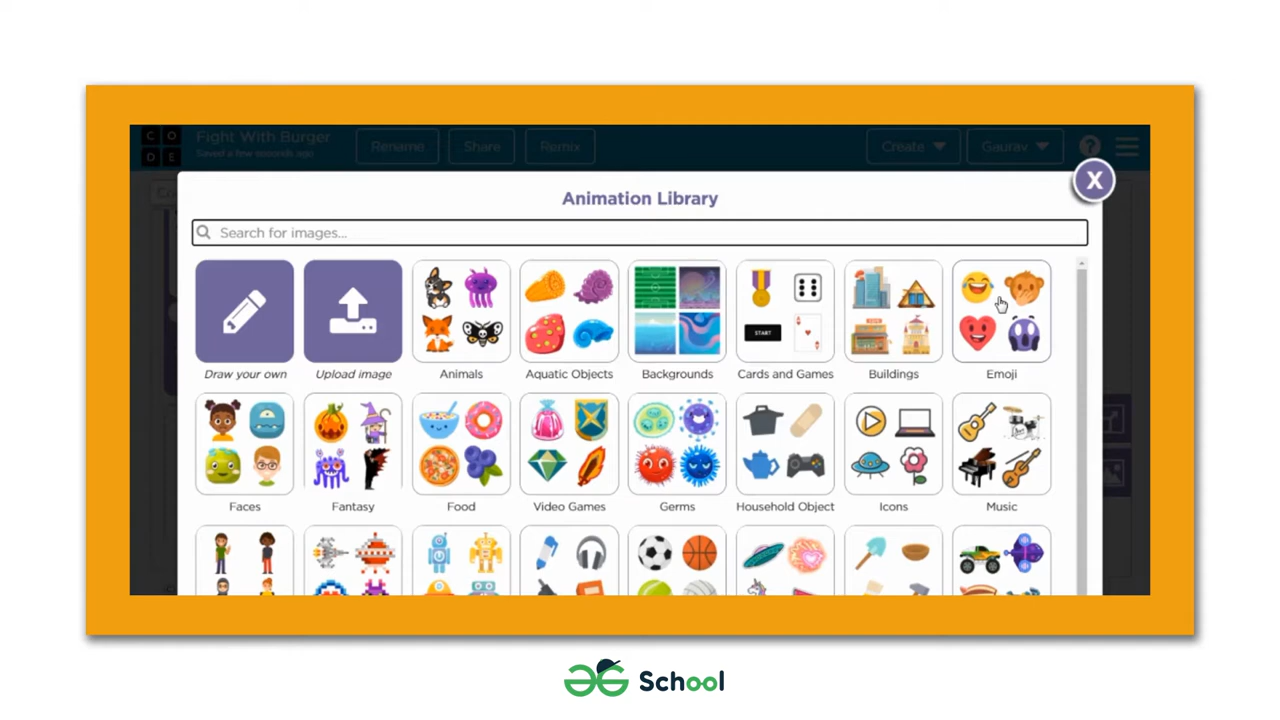 CODE
Fight With Burger
Saved a few seconds ago
Rename
Share
Remix
Create
Gaurav
?
X
Animation Library
Search for images...
Draw your own
Upload image
Animals
Aquatic Objects
Backgrounds
Cards and Games
START
Buildings
Emoji
Faces
Fantasy
Food
Video Games
Germs
Household Object
Icons
Music
School